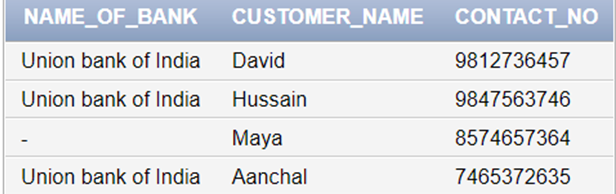 NAME_OF_BANK CUSTOMER_NAME CONTACT_NO
Union bank of India David 9812736457
Union bank of India Hussain 9847563746
- Maya 8574657364
Union bank of India Aanchal 7465372635